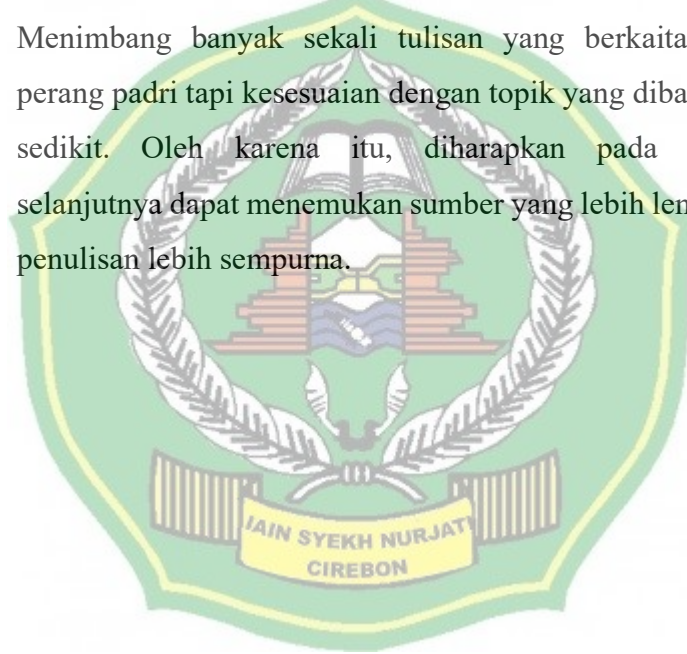 Menimbang banyak sekali tulisan yang berkaita
perang padri tapi kesesuaian dengan topik yang diba
sedikit. Oleh karena itu, diharapkan pada
selanjutnya dapat menemukan sumber yang lebih len
penulisan lebih sempurna.
IAIN SYEKH NURJATI
CIREBON